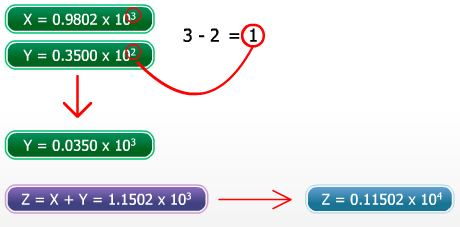 X = 0.9802 x 10³
3 - 2 = 1
Y = 0.3500 x 10²
Y = 0.0350 x 10³
Z = X + Y = 1.1502 x 10³
Z = 0.11502 x 10⁴